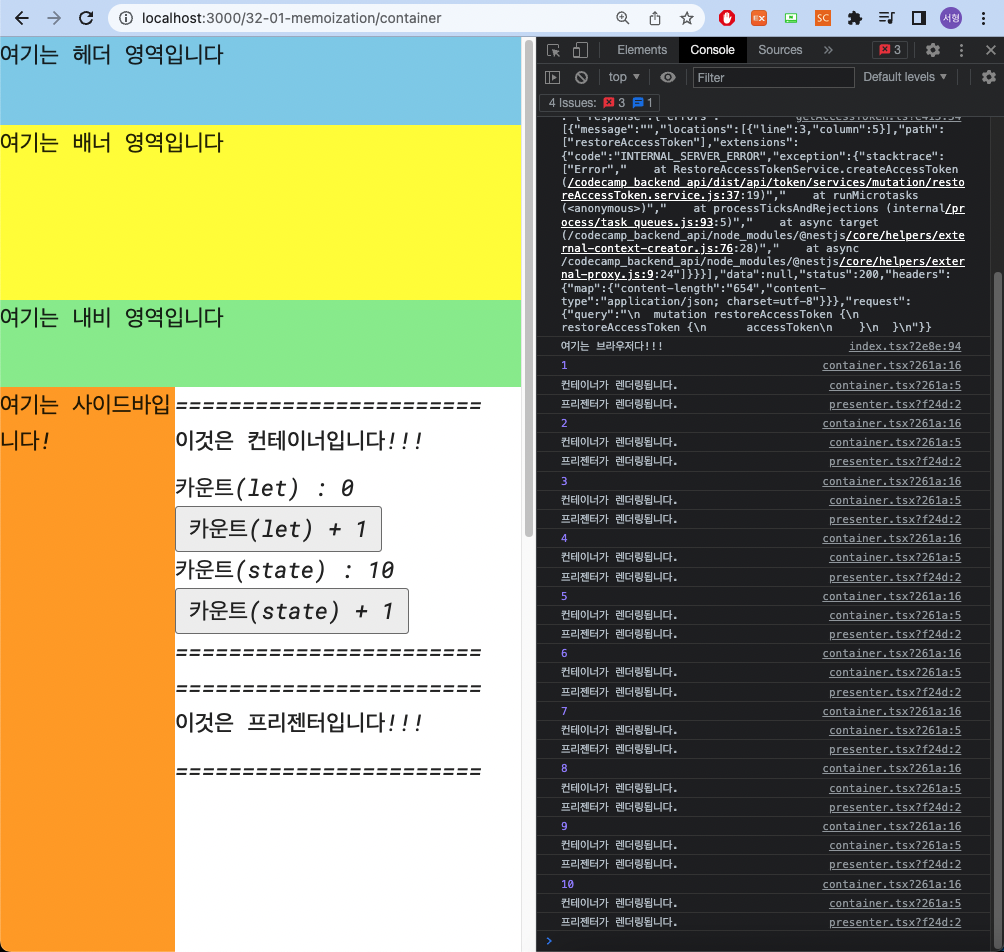 localhost:3000/32-01-memoization/container
EX
SC
서형
여기는 헤더 영역입니다
여기는 배너 영역입니다
여기는 내비 영역입니다
여기는 사이드바입
니다!
=======================
이것은 컨테이너입니다!!!
카운트(let) : 0
카운트(let) + 1
카운트(state) : 10
카운트(state) + 1
=======================
=======================
이것은 프리젠터입니다!!!
=======================
Elements Console Sources » 3
top ▼ Filter Default levels ▼
4 Issues: 3 1
: {"response":{"errors": getAccessToken.ts?e413:34
[{"message":"","locations":[{"line":3,"column":5}],"path":
["restoreAccessToken"],"extensions":
{"code":"INTERNAL_SERVER_ERROR","exception":{"stacktrace":
["Error","    at RestoreAccessTokenService.createAccessToken
(/codecamp_backend_api/dist/api/token/services/mutation/resto
reAccessToken.service.js:37:19)","    at runMicrotasks
(<anonymous>)","    at processTicksAndRejections (internal/pr
ocess/task_queues.js:93:5)","    at async target
(/codecamp_backend_api/node_modules/@nestjs/core/helpers/exte
rnal-context-creator.js:76:28)","    at async
/codecamp_backend_api/node_modules/@nestjs/core/helpers/exter
nal-proxy.js:9:24"]}}}],"data":null,"status":200,"headers":
{"map":{"content-length":"654","content-
type":"application/json; charset=utf-8"}}},"request":
{"query":"\n  mutation restoreAccessToken {\n
restoreAccessToken {\n      accessToken\n    }\n  }\n"}}
여기는 브라우저다!!! index.tsx?2e8e:94
1 container.tsx?261a:16
컨테이너가 렌더링됩니다. container.tsx?261a:5
프리젠터가 렌더링됩니다. presenter.tsx?f24d:2
2 container.tsx?261a:16
컨테이너가 렌더링됩니다. container.tsx?261a:5
프리젠터가 렌더링됩니다. presenter.tsx?f24d:2
3 container.tsx?261a:16
컨테이너가 렌더링됩니다. container.tsx?261a:5
프리젠터가 렌더링됩니다. presenter.tsx?f24d:2
4 container.tsx?261a:16
컨테이너가 렌더링됩니다. container.tsx?261a:5
프리젠터가 렌더링됩니다. presenter.tsx?f24d:2
5 container.tsx?261a:16
컨테이너가 렌더링됩니다. container.tsx?261a:5
프리젠터가 렌더링됩니다. presenter.tsx?f24d:2
6 container.tsx?261a:16
컨테이너가 렌더링됩니다. container.tsx?261a:5
프리젠터가 렌더링됩니다. presenter.tsx?f24d:2
7 container.tsx?261a:16
컨테이너가 렌더링됩니다. container.tsx?261a:5
프리젠터가 렌더링됩니다. presenter.tsx?f24d:2
8 container.tsx?261a:16
컨테이너가 렌더링됩니다. container.tsx?261a:5
프리젠터가 렌더링됩니다. presenter.tsx?f24d:2
9 container.tsx?261a:16
컨테이너가 렌더링됩니다. container.tsx?261a:5
프리젠터가 렌더링됩니다. presenter.tsx?f24d:2
10 container.tsx?261a:16
컨테이너가 렌더링됩니다. container.tsx?261a:5
프리젠터가 렌더링됩니다. presenter.tsx?f24d:2